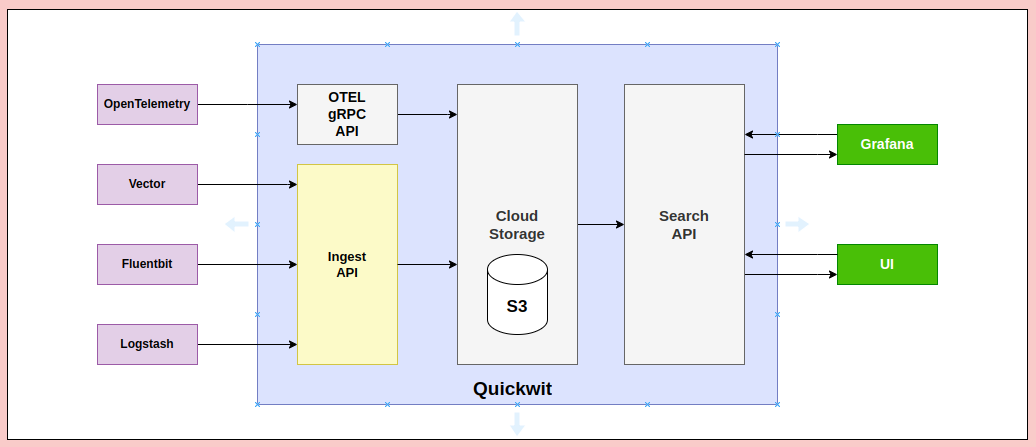 OpenTelemetry
Vector
Fluentbit
Logstash
OTEL
gRPC
API
Ingest
API
Cloud
Storage
S3
Search
API
Quickwit
Grafana
UI